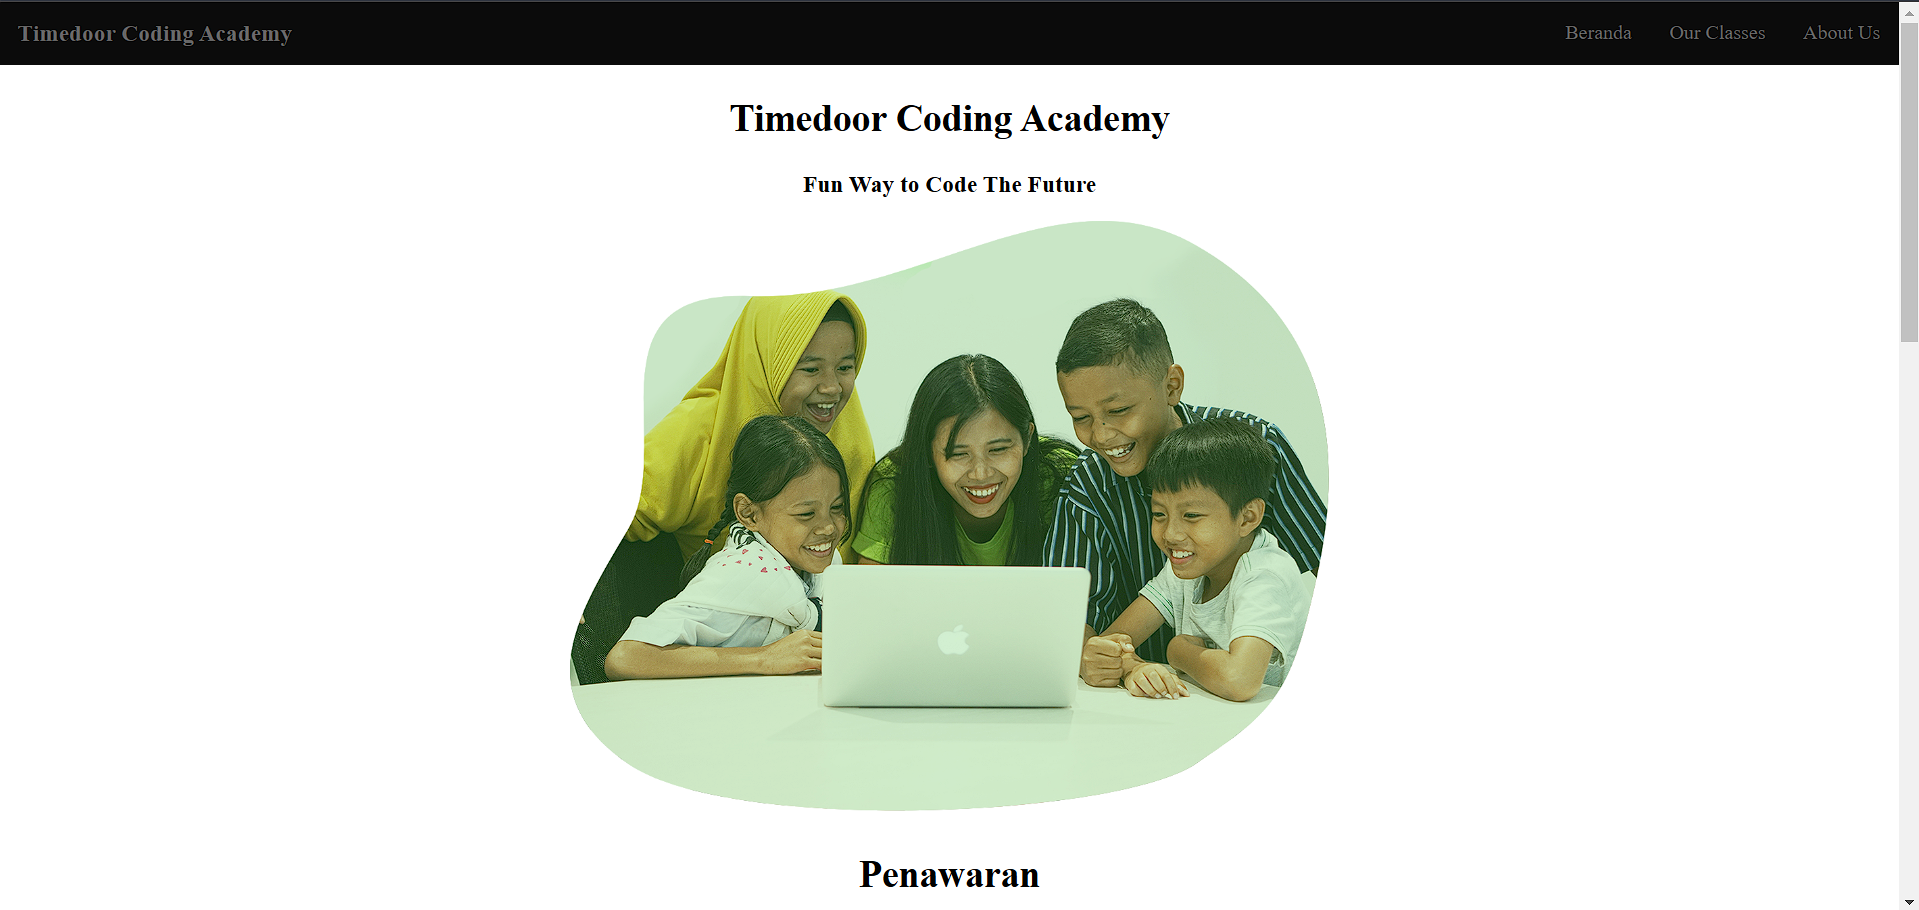 Timedoor Coding Academy
Beranda
Our Classes
About Us
Timedoor Coding Academy
Fun Way to Code The Future
Penawaran